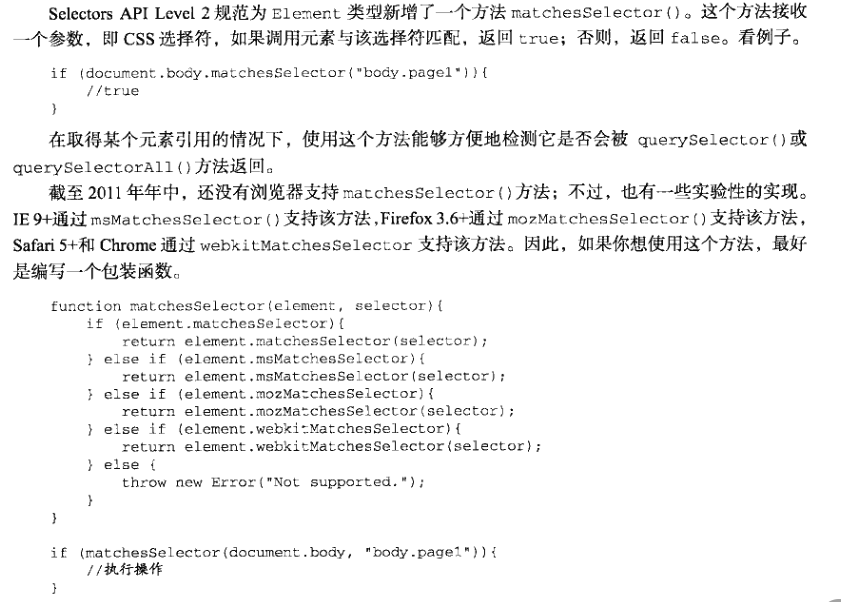 Selectors API Level 2 规范为 Element 类型新增了一个方法 matchesSelector()。这个方法接收
一个参数，即 CSS 选择符，如果调用元素与该选择符匹配，返回 true；否则，返回 false。看例子。
if (document.body.matchesSelector("body.page1")){
//true
}
在取得某个元素引用的情况下，使用这个方法能够方便地检测它是否会被 querySelector()或
querySelectorAll()方法返回。
截至 2011 年年中，还没有浏览器支持 matchesSelector()方法；不过，也有一些实验性的实现。
IE 9+通过 msMatchesSelector()支持该方法，Firefox 3.6+通过 mozMatchesSelector()支持该方法，
Safari 5+和 Chrome 通过 webkitMatchesSelector 支持该方法。因此，如果你想使用这个方法，最好
是编写一个包装函数。
function matchesSelector(element, selector){
if (element.matchesSelector){
return element.matchesSelector(selector);
} else if (element.msMatchesSelector){
return element.msMatchesSelector(selector);
} else if (element.mozMatchesSelector){
return element.mozMatchesSelector(selector);
} else if (element.webkitMatchesSelector){
return element.webkitMatchesSelector(selector);
} else {
throw new Error("Not supported.");
}
}
if (matchesSelector(document.body, "body.page1")){
//执行操作
}